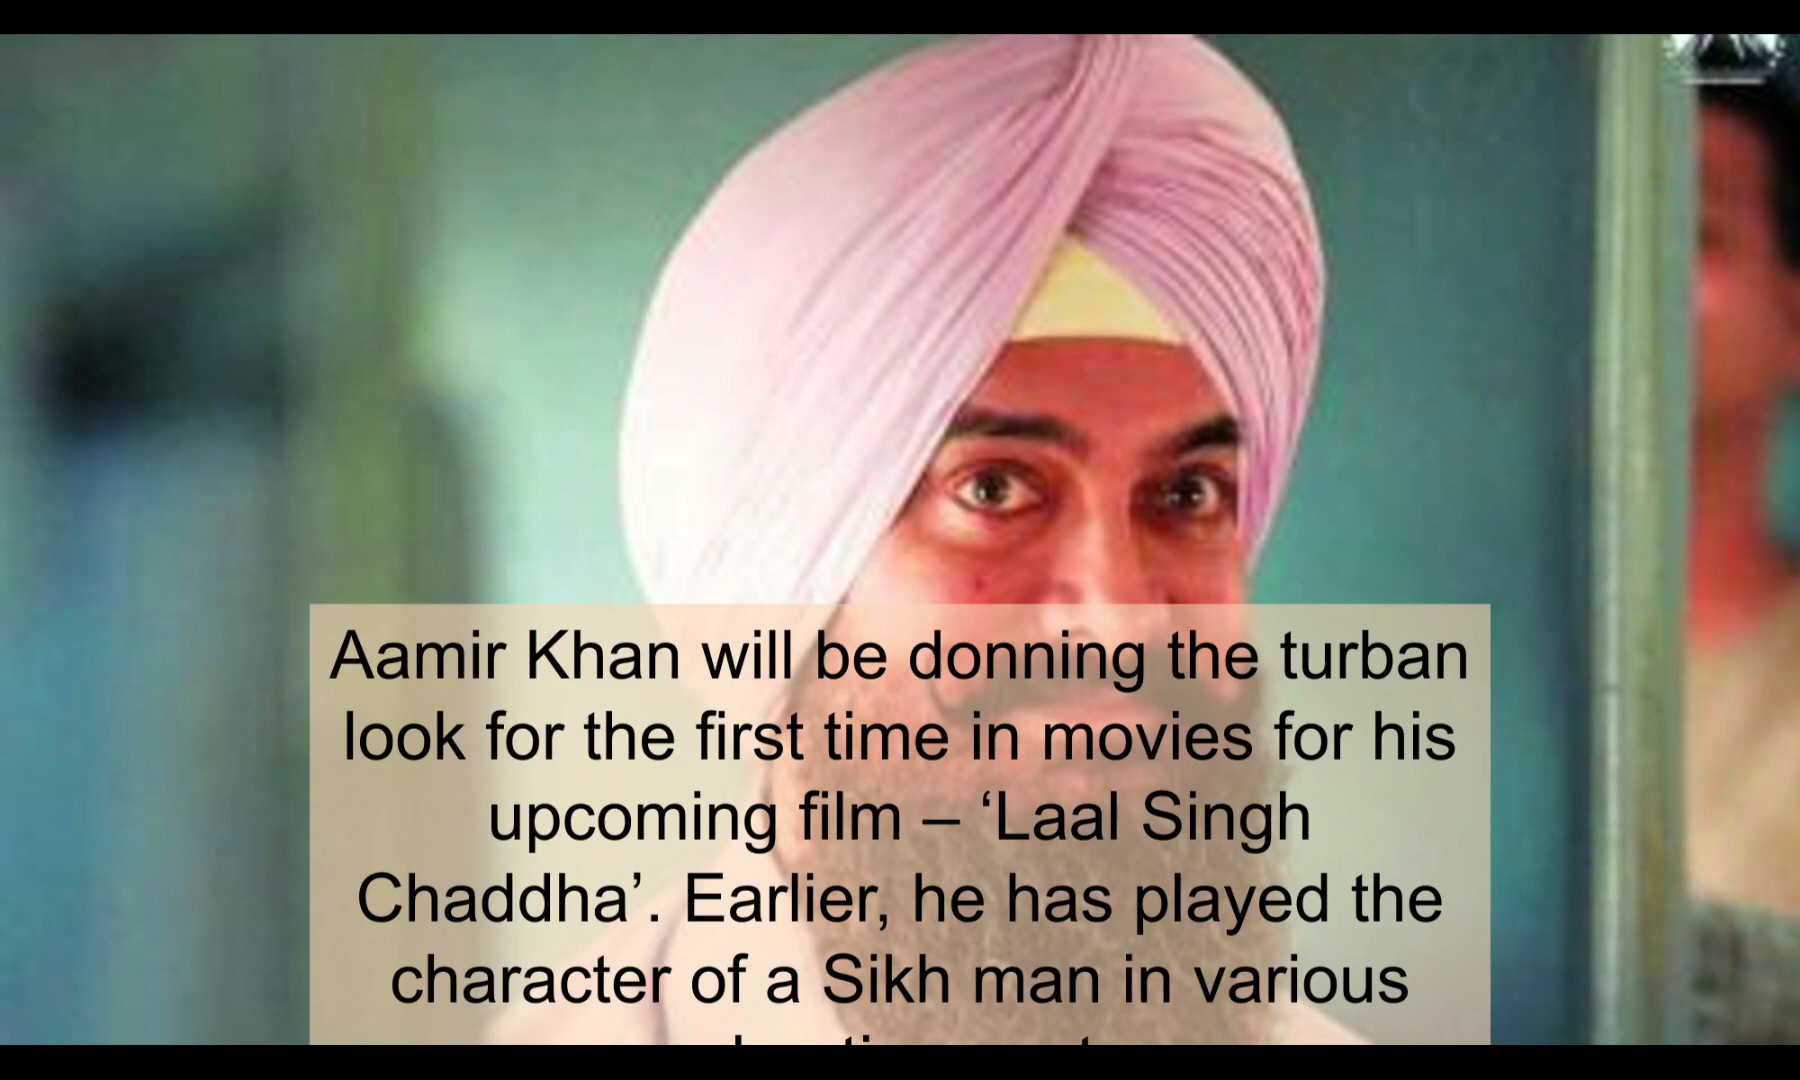 Aamir Khan will be donning the turban
look for the first time in movies for his
upcoming film – ‘Laal Singh
Chaddha’. Earlier, he has played the
character of a Sikh man in various